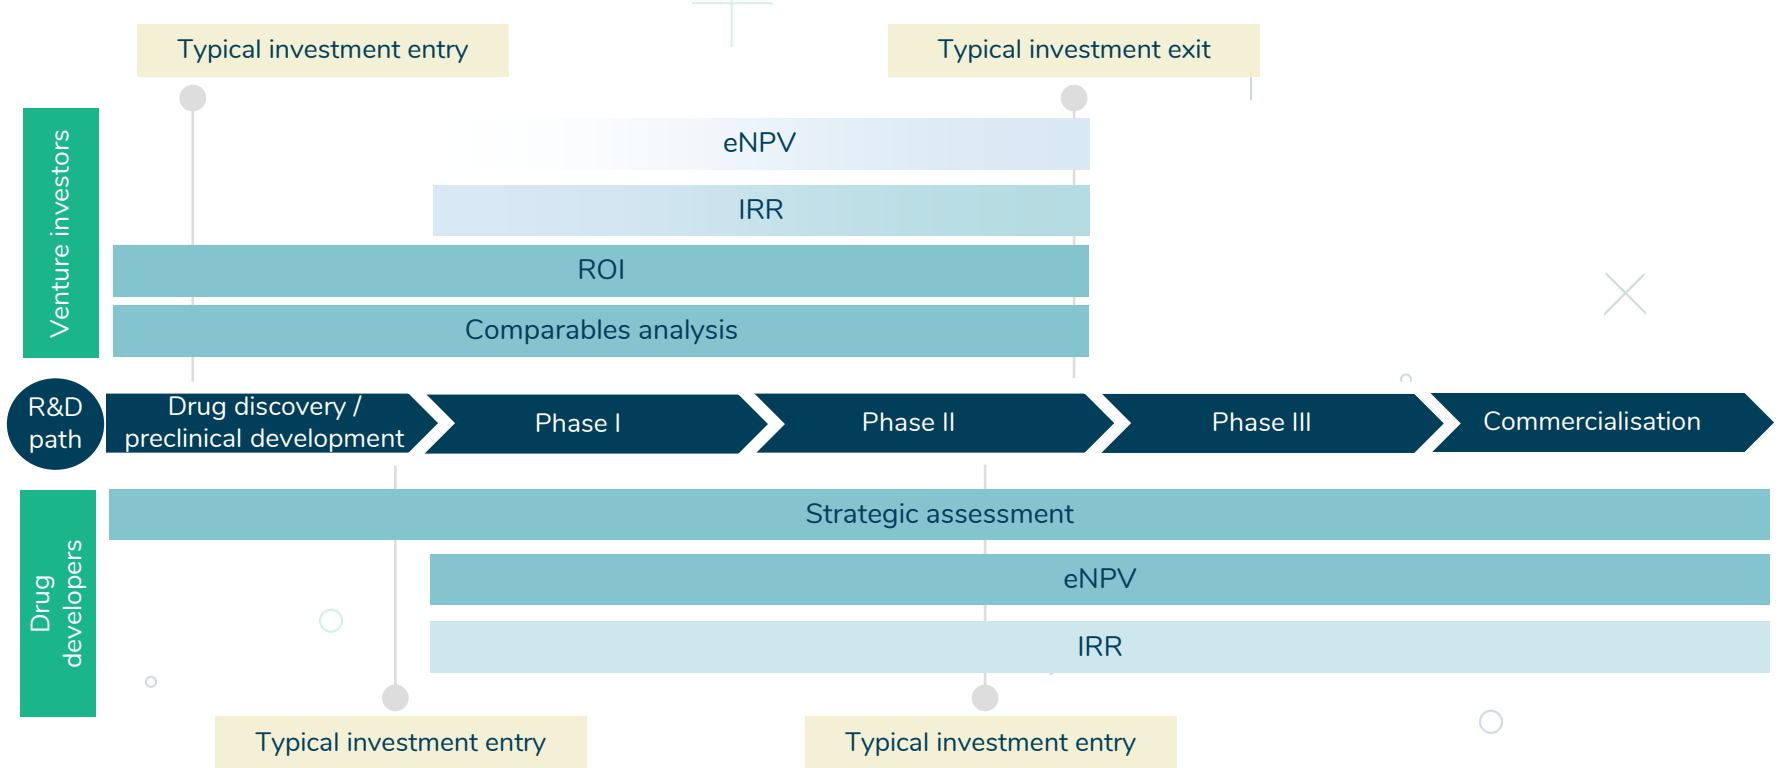 Typical investment entry
Typical investment exit
Venture investors
eNPV
IRR
ROI
Comparables analysis
R&D
path
Drug discovery /
preclinical development
Phase I
Phase II
Phase III
Commercialisation
Drug
developers
Strategic assessment
eNPV
IRR
Typical investment entry
Typical investment entry